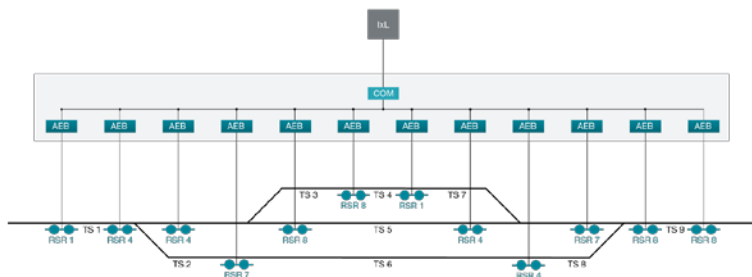 IxL
COM
AEB AEB AEB AEB AEB AEB AEB AEB AEB AEB AEB AEB
TS 3 TS 4 TS 7
RSR 8 RSR 1
TS 1 TS 5 TS 9
RSR 1 RSR 4 RSR 4 RSR 8 RSR 4 RSR 7 RSR 8 RSR 8
TS 2 TS 6 TS 8
RSR 7 RSR 4